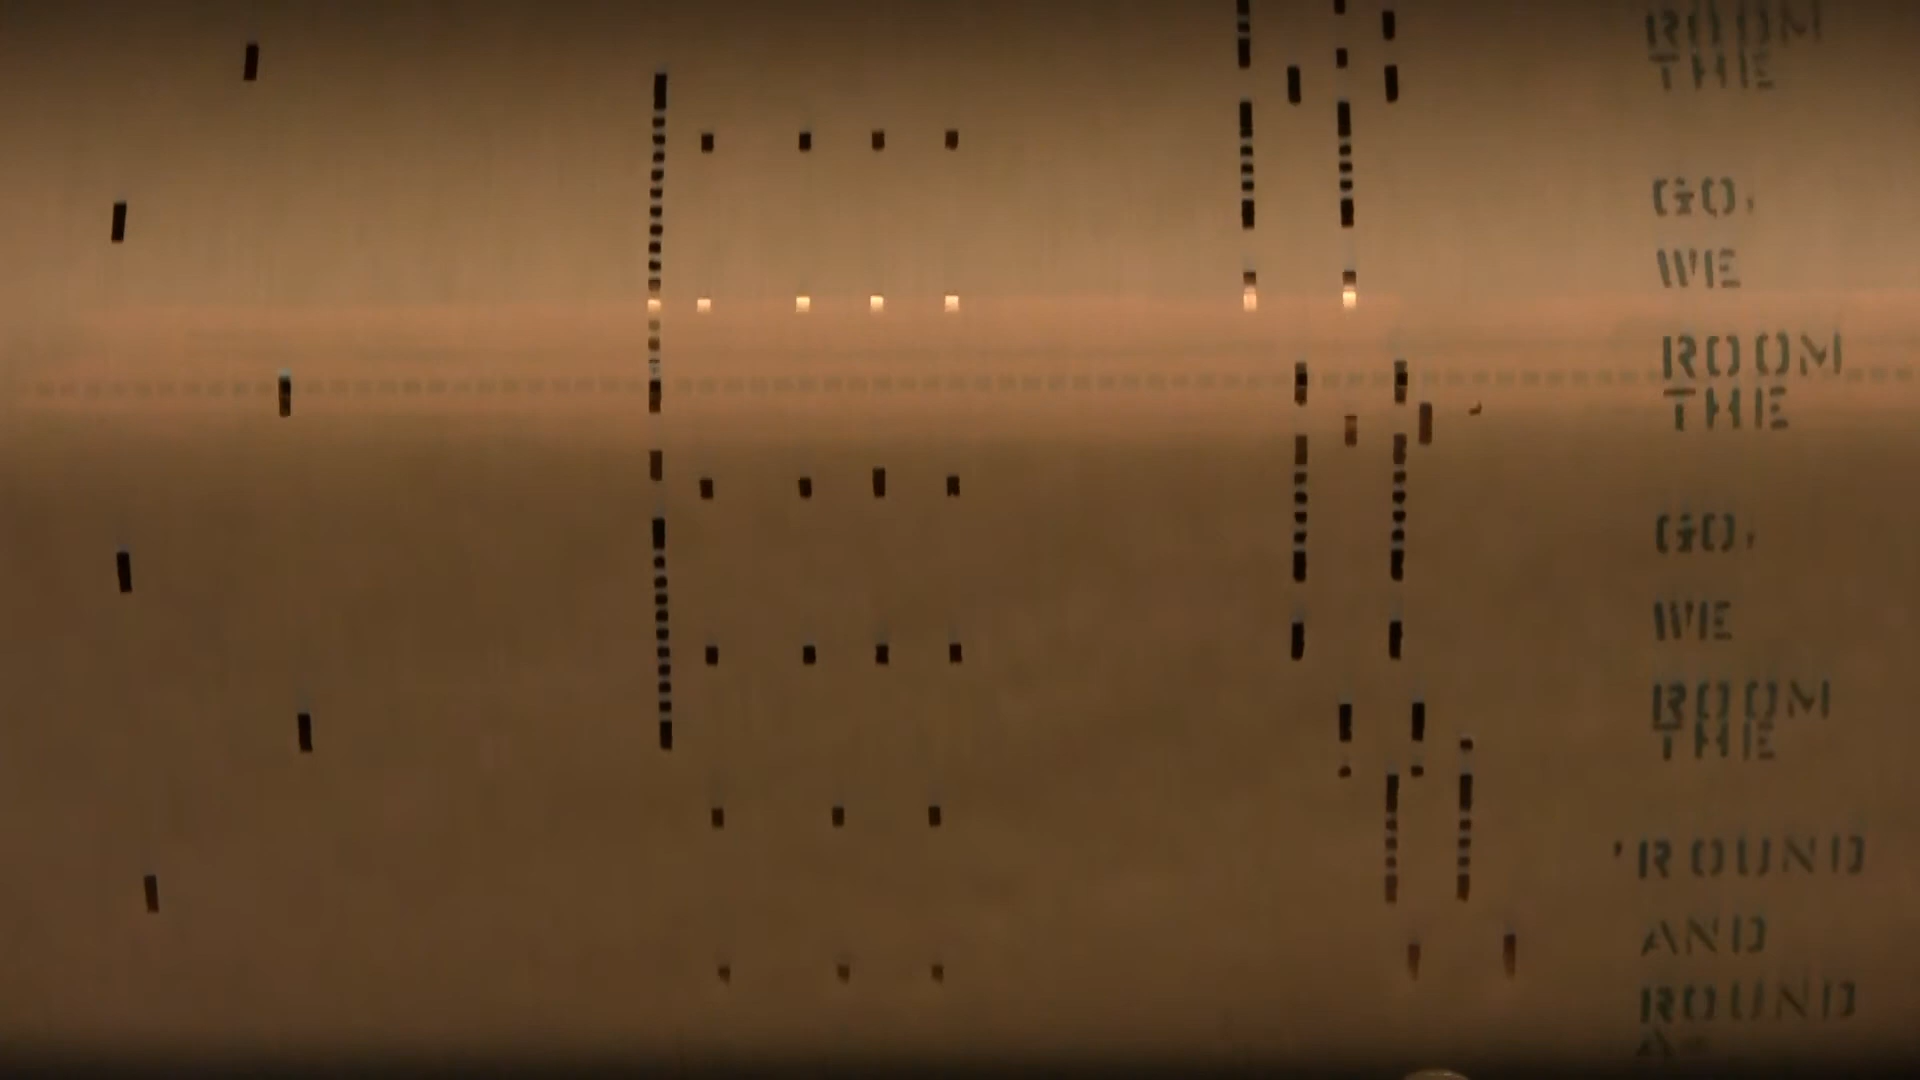 ROOM
THE
GO,
WE
ROOM
THE
GO,
WE
ROOM
THE
'ROUND
AND
ROUND
A-